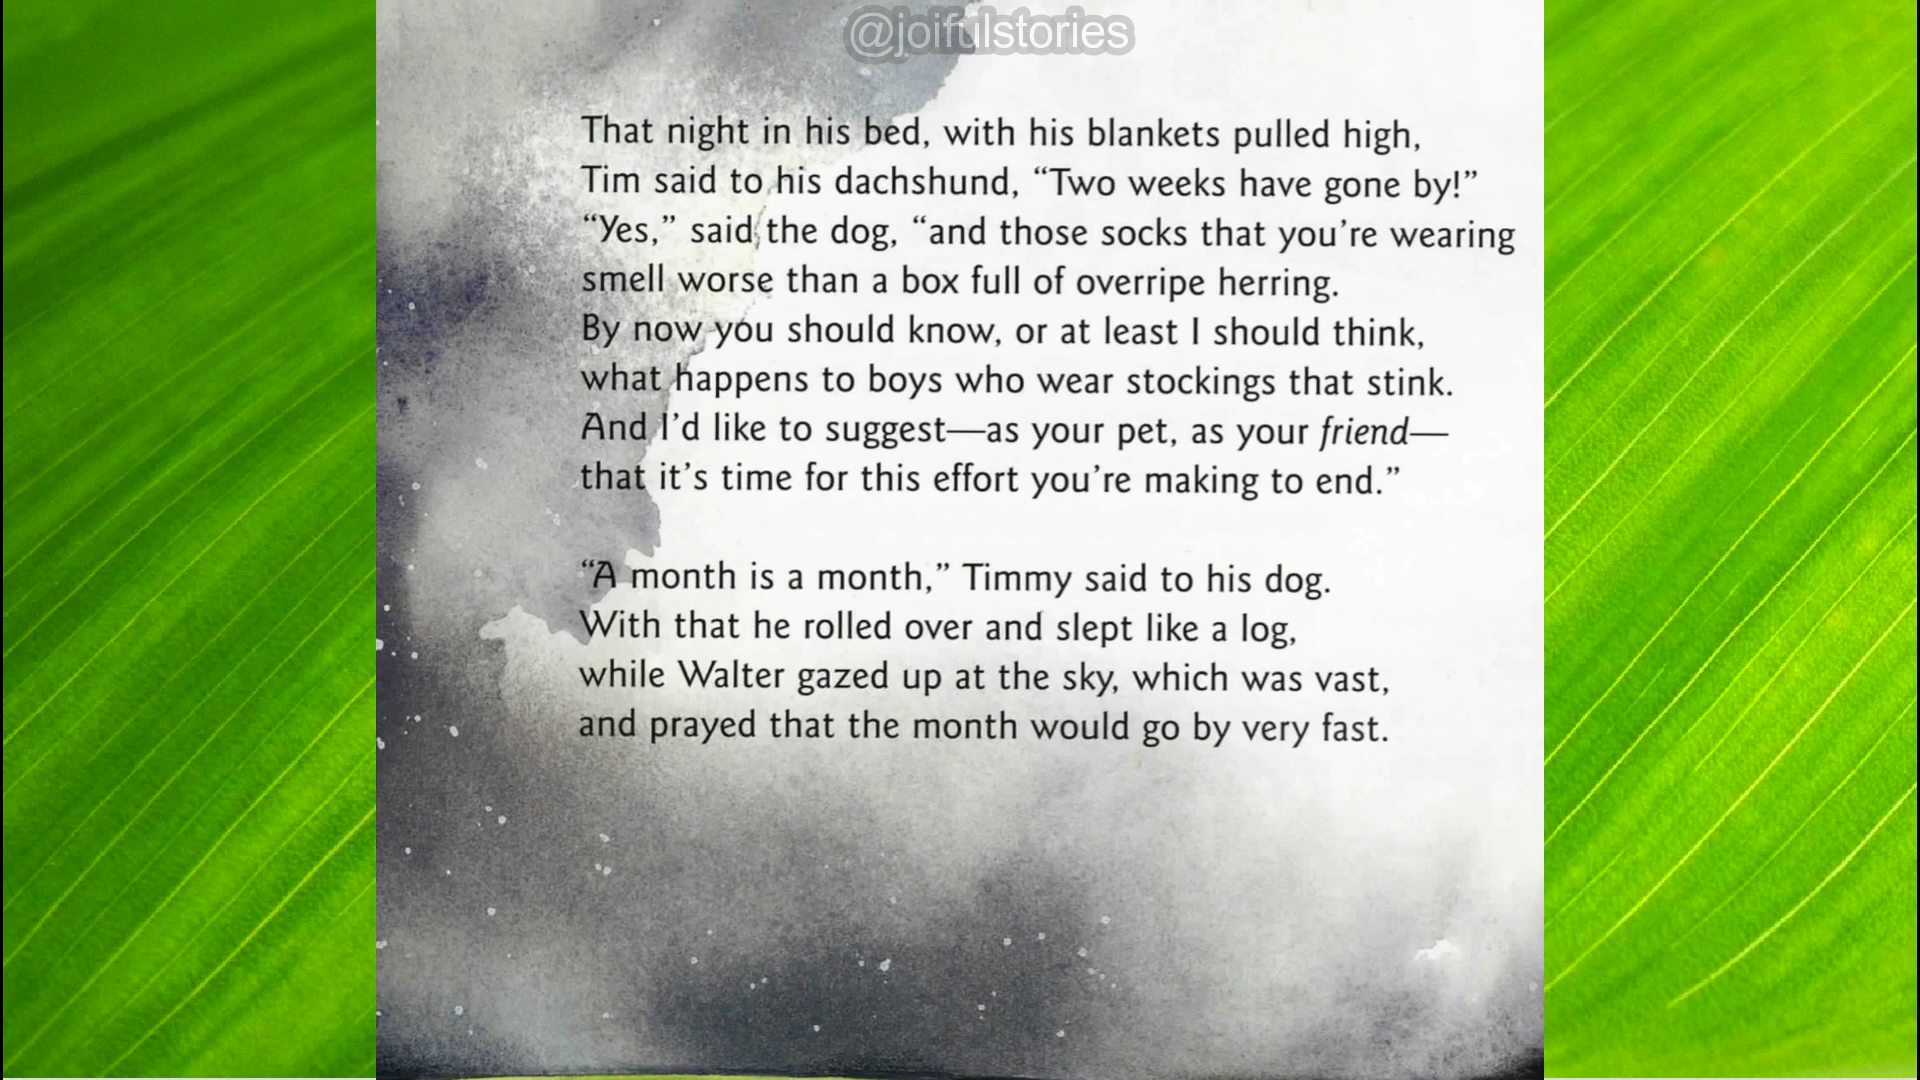 @joifulstories
That night in his bed, with his blankets pulled high,
Tim said to his dachshund, “Two weeks have gone by!”
“Yes,” said the dog, “and those socks that you’re wearing
smell worse than a box full of overripe herring.
By now you should know, or at least I should think,
what happens to boys who wear stockings that stink.
And I’d like to suggest—as your pet, as your friend—
that it’s time for this effort you’re making to end.”
“A month is a month,” Timmy said to his dog.
With that he rolled over and slept like a log,
while Walter gazed up at the sky, which was vast,
and prayed that the month would go by very fast.